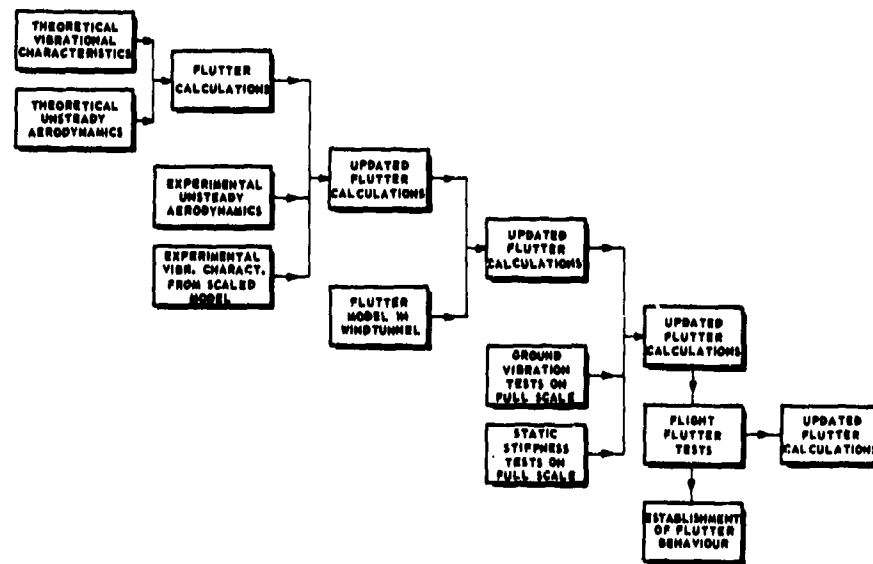 THEORETICAL
VIBRATIONAL
CHARACTERISTICS
THEORETICAL
UNSTEADY
AERODYNAMICS
FLUTTER
CALCULATIONS
EXPERIMENTAL
UNSTEADY
AERODYNAMICS
EXPERIMENTAL
VIBR. CHARACT.
FROM SCALED
MODEL
UPDATED
FLUTTER
CALCULATIONS
FLUTTER
MODEL IN
WINDTUNNEL
UPDATED
FLUTTER
CALCULATIONS
GROUND
VIBRATION
TESTS ON
FULL SCALE
STATIC
STIFFNESS
TESTS ON
FULL SCALE
UPDATED
FLUTTER
CALCULATIONS
FLIGHT
FLUTTER
TESTS
UPDATED
FLUTTER
CALCULATIONS
ESTABLISHMENT
OF FLUTTER
BEHAVIOUR